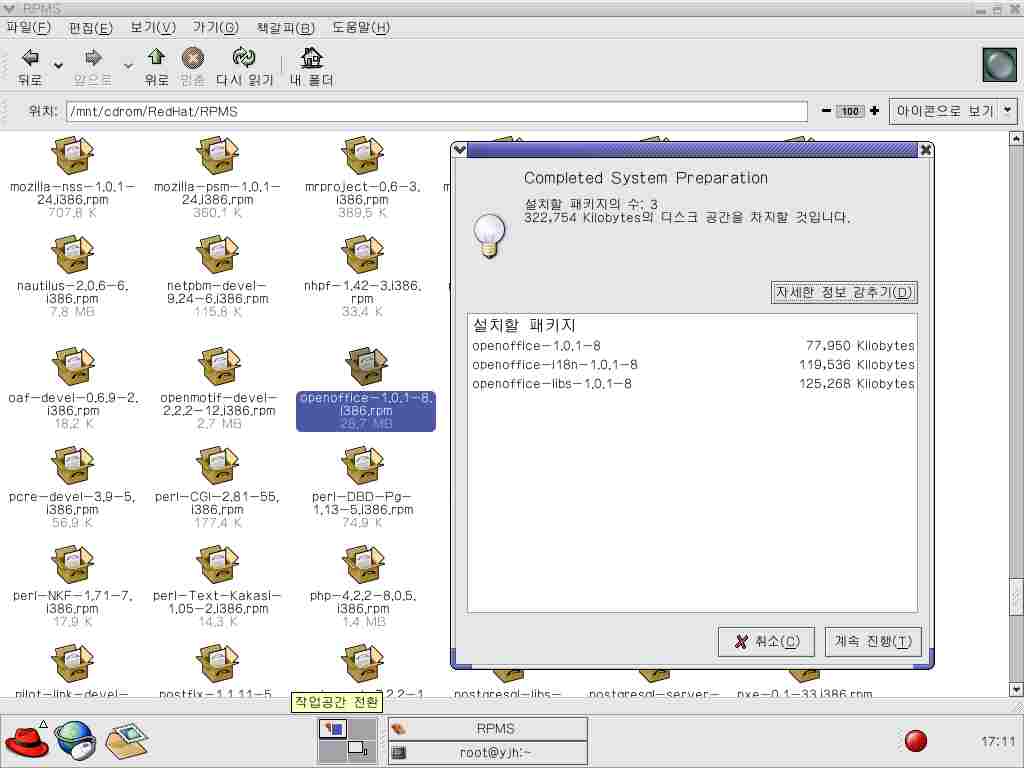 RPMS
파일(F) 편집(E) 보기(V) 가기(G) 책갈피(B) 도움말(H)
뒤로 앞으로 위로 멈춤 다시 읽기 내 폴더
위치: /mnt/cdrom/RedHat/RPMS 100 아이콘으로 보기
mozilla-nss-1.0.1-
24.i386.rpm
707.8 K
mozilla-psm-1.0.1-
24.i386.rpm
360.1 K
mrproject-0.6-3.
i386.rpm
389.5 K
nautilus-2.0.6-6.
i386.rpm
7.8 MB
netpbm-devel-
9.24-6.i386.rpm
115.8 K
nhpf-1.42-3.i386.
rpm
33.4 K
oaf-devel-0.6.9-2.
i386.rpm
18.2 K
openmotif-devel-
2.2.2-12.i386.rpm
2.7 MB
openoffice-1.0.1-8.
i386.rpm
28.7 MB
pcre-devel-3.9-5.
i386.rpm
56.9 K
perl-CGI-2.81-55.
i386.rpm
177.4 K
perl-DBD-Pg-
1.13-5.i386.rpm
74.9 K
perl-NKF-1.71-7.
i386.rpm
17.9 K
perl-Text-Kakasi-
1.05-2.i386.rpm
14.3 K
php-4.2.2-8.0.5.
i386.rpm
1.4 MB
pilot-link-devel-
postfix-1.1.11-5
2.2-1
postgresql-libs-
postgresql-server-
pxe-0.1-33.i386.rpm
Completed System Preparation
설치할 패키지의 수: 3
322,754 Kilobytes의 디스크 공간을 차지할 것입니다.
자세한 정보 감추기(D)
설치할 패키지
openoffice-1.0.1-8 77,950 Kilobytes
openoffice-i18n-1.0.1-8 119,536 Kilobytes
openoffice-libs-1.0.1-8 125,268 Kilobytes
취소(C) 계속 진행(T)
작업공간 전환
RPMS
root@yjh:~
17:11